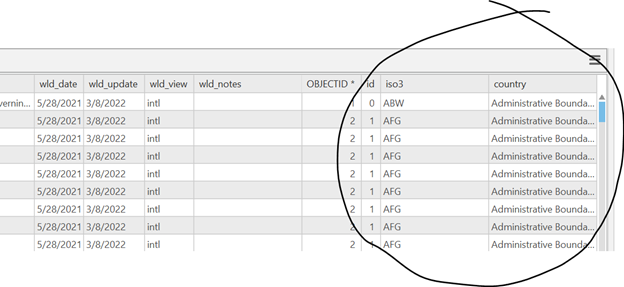 wld_date wld_update wld_view wld_notes OBJECTID * id iso3 country
ernin... 5/28/2021 3/8/2022 intl 1 0 ABW Administrative Bounda...
5/28/2021 3/8/2022 intl 2 1 AFG Administrative Bounda...
5/28/2021 3/8/2022 intl 2 1 AFG Administrative Bounda...
5/28/2021 3/8/2022 intl 2 1 AFG Administrative Bounda...
5/28/2021 3/8/2022 intl 2 1 AFG Administrative Bounda...
5/28/2021 3/8/2022 intl 2 1 AFG Administrative Bounda...
5/28/2021 3/8/2022 intl 2 1 AFG Administrative Bounda...
5/28/2021 3/8/2022 intl 2 1 AFG Administrative Bounda...
5/28/2021 3/8/2022 intl 2 1 AFG Administrative Bounda...